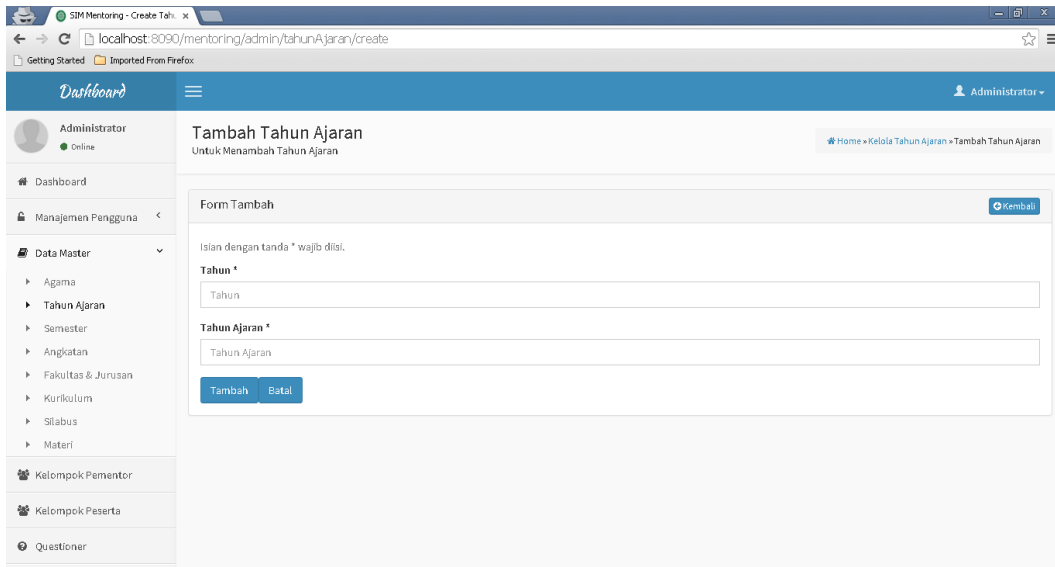 SIM Mentoring - Create Tahu
localhost:8090/mentoring/admin/tahunAjaran/create
Getting Started Imported From Firefox
Dashboard
Administrator
Administrator
Online
Tambah Tahun Ajaran
Untuk Menambah Tahun Ajaran
Home » Kelola Tahun Ajaran » Tambah Tahun Ajaran
Dashboard
Manajemen Pengguna
Data Master
Agama
Tahun Ajaran
Semester
Angkatan
Fakultas & Jurusan
Kurikulum
Silabus
Materi
Kelompok Pementor
Kelompok Peserta
Questioner
Form Tambah
Kembali
Isian dengan tanda * wajib diisi.
Tahun *
Tahun
Tahun Ajaran *
Tahun Ajaran
Tambah Batal